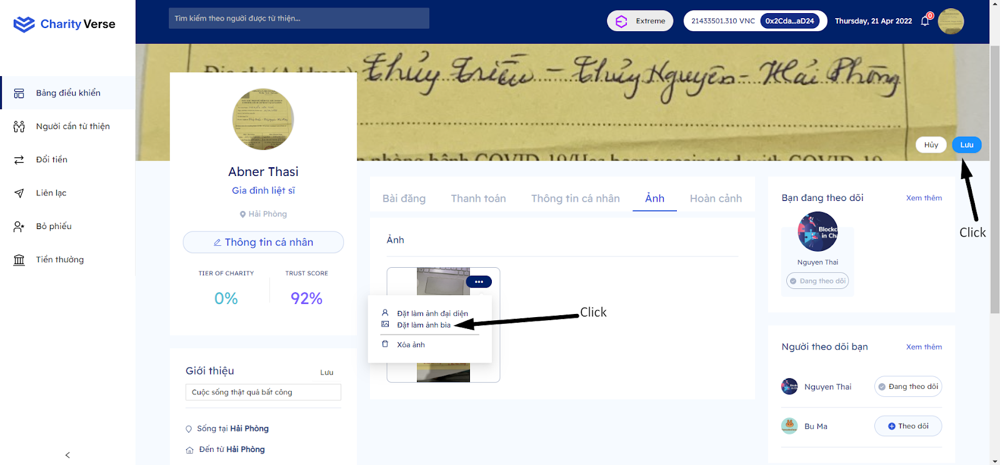 Charity Verse
Tìm kiếm theo người được từ thiện...
Extreme
21433501.310 VNC
0x2Cda...aD24
Thursday, 21 Apr 2022
0
Bảng điều khiển
Người cần từ thiện
Đổi tiền
Liên lạc
Bỏ phiếu
Tiền thưởng
Địa chỉ (Address) Thủy Triều - Thủy Nguyên - Hải Phòng
phòng bệnh COVID-19/Has been vaccinated with COVID-19
Hủy
Lưu
Click
Abner Thasi
Gia đình liệt sĩ
Hải Phòng
Thông tin cá nhân
TIER OF CHARITY
TRUST SCORE
0%
92%
Giới thiệu
Lưu
Cuộc sống thật quá bất công
Sống tại Hải Phòng
Đến từ Hải Phòng
Bài đăng
Thanh toán
Thông tin cá nhân
Ảnh
Hoàn cảnh
Ảnh
Đặt làm ảnh đại diện
Đặt làm ảnh bìa
Xóa ảnh
Click
Bạn đang theo dõi
Xem thêm
Blockc
in Cha
Nguyen Thai
Đang theo dõi
Người theo dõi bạn
Xem thêm
Nguyen Thai
Đang theo dõi
Bu Ma
Theo dõi